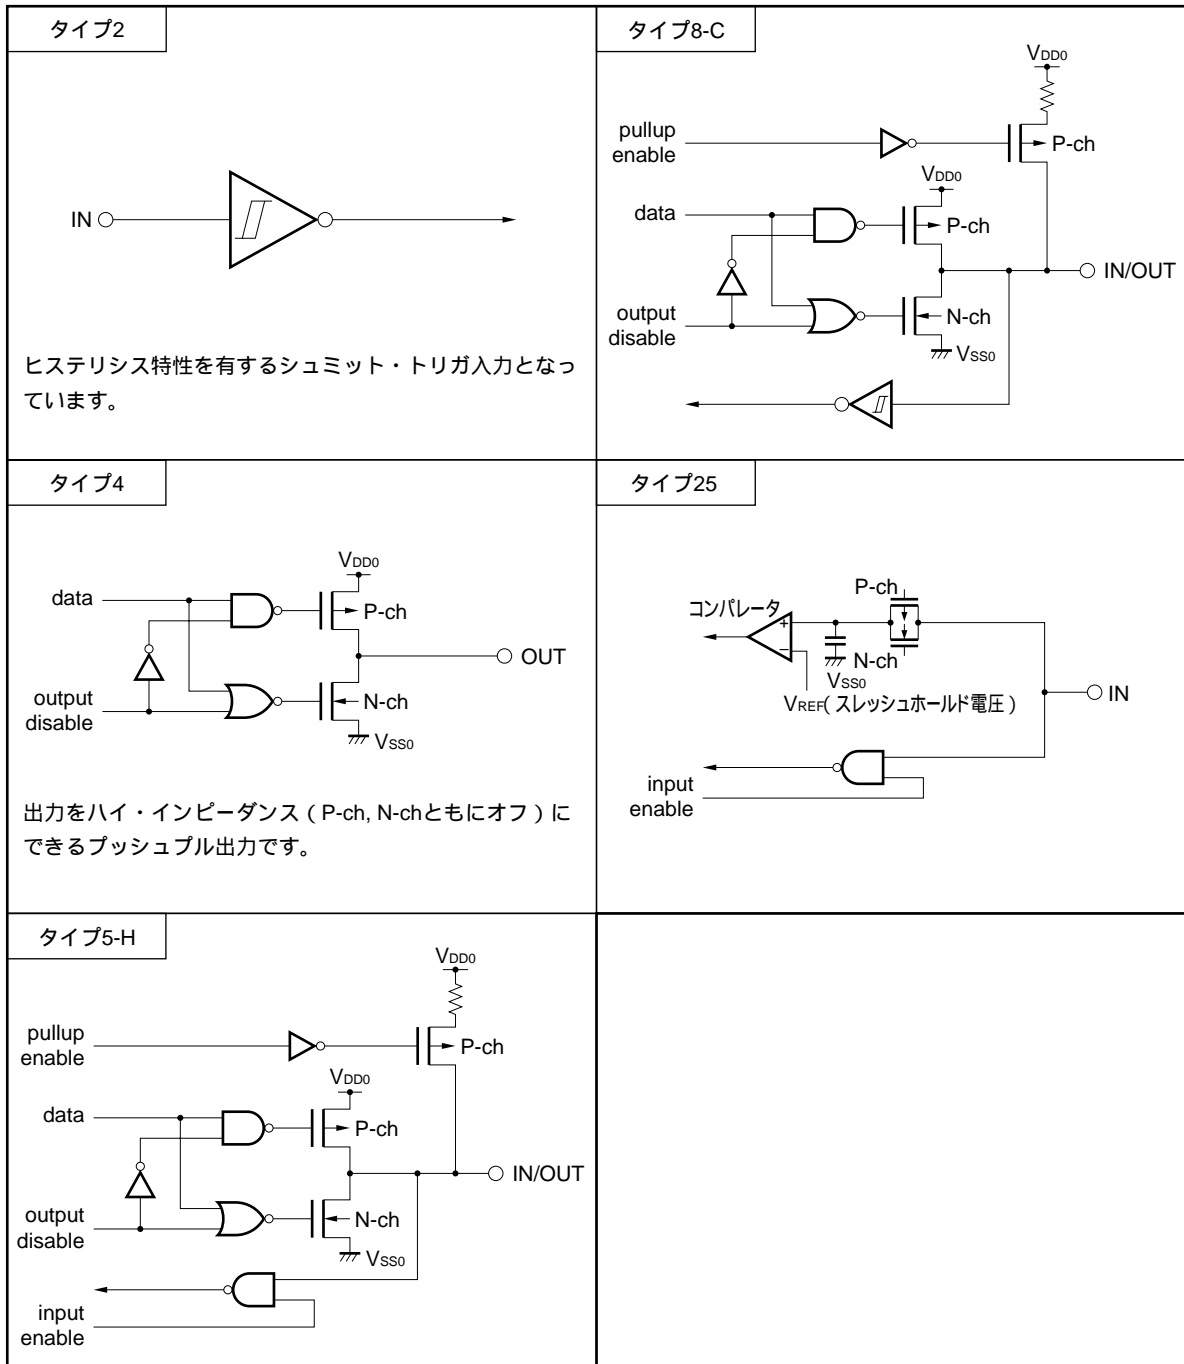 タイプ2
IN
ヒステリシス特性を有するシュミット・トリガ入力となっ
ています。
タイプ8-C
VDD0
pullup
enable
P-ch
VDD0
data
P-ch
IN/OUT
output
disable
N-ch
VSS0
タイプ4
VDD0
data
P-ch
OUT
output
disable
N-ch
VSS0
出力をハイ・インピーダンス（P-ch, N-chともにオフ）に
できるプッシュプル出力です。
タイプ25
P-ch
コンパレータ
+
−
N-ch
VSS0
VREF（スレッシュホールド電圧）
IN
input
enable
タイプ5-H
VDD0
pullup
enable
P-ch
VDD0
data
P-ch
IN/OUT
output
disable
N-ch
VSS0
input
enable